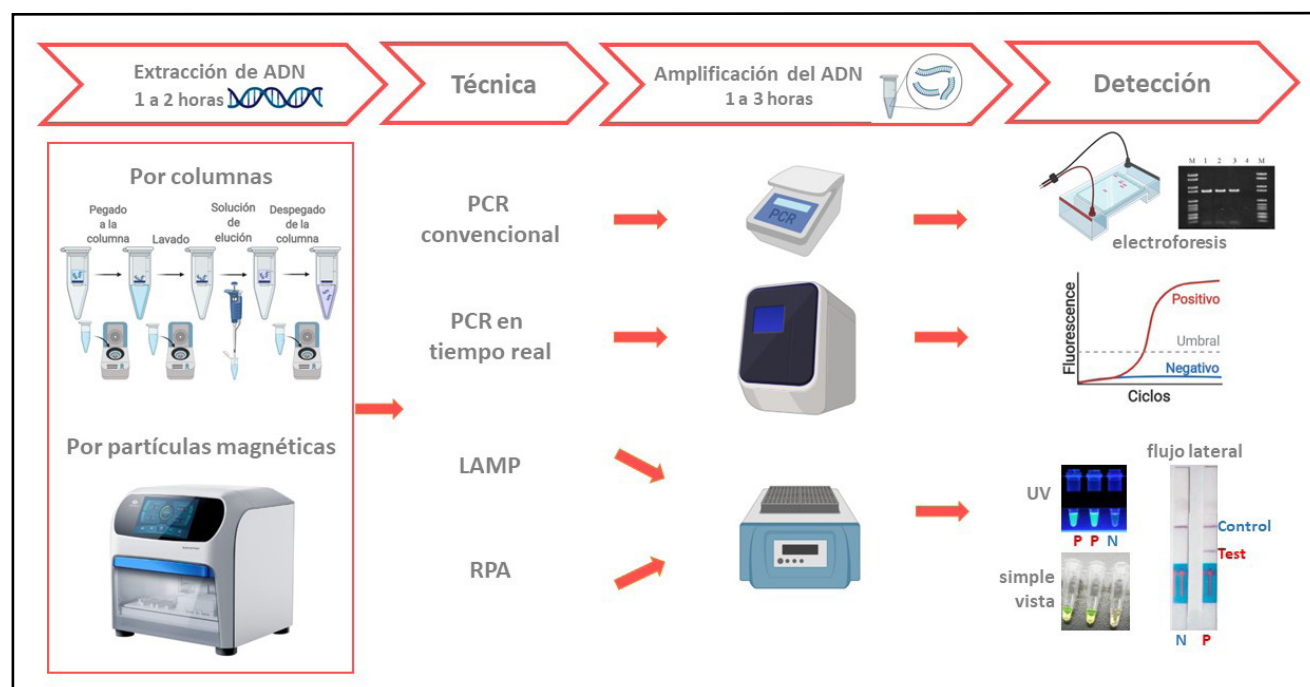 Extracción de ADN
1 a 2 horas
Técnica
Amplificación del ADN
1 a 3 horas
Detección
Por columnas
Pegado
a la
columna
Lavado
Solución
de
elución
Despegado
de la
columna
Por partículas magnéticas
PCR
convencional
PCR
M 1 2 3 4 M
electroforesis
PCR en
tiempo real
Fluorescence
Positivo
Umbral
Negativo
Ciclos
LAMP
RPA
flujo lateral
UV
P P N
Control
Test
simple
vista
N P